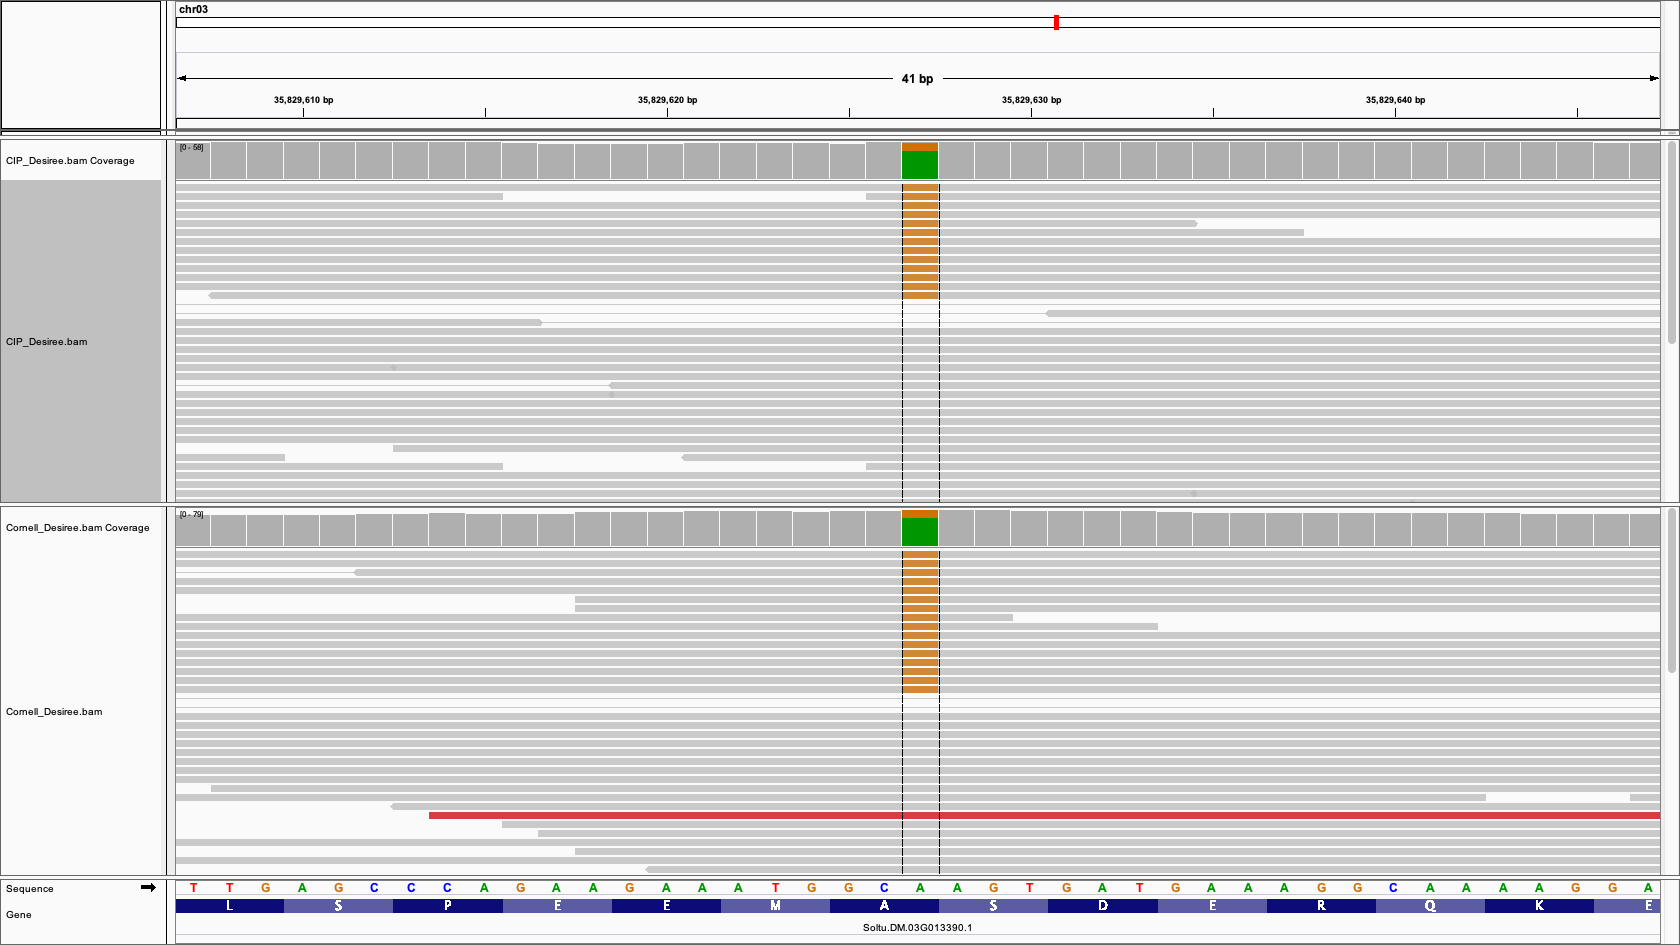 chr03
41 bp
35,829,610 bp 35,829,620 bp 35,829,630 bp 35,829,640 bp
CIP_Desiree.bam Coverage
[0 - 58]
CIP_Desiree.bam
Cornell_Desiree.bam Coverage
[0 - 79]
Cornell_Desiree.bam
Sequence T T G A G C C C A G A A G A A A T G G C A A G T G A T G A A A G G C A A A A G G A
Gene L S P E E M A S D E R Q K E
Soltu.DM.03G013390.1